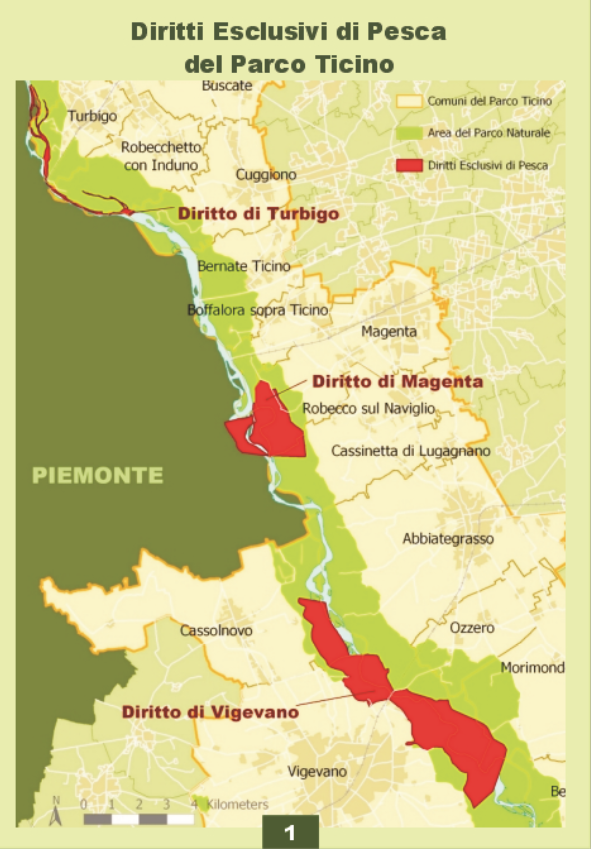 Diritti Esclusivi di Pesca
del Parco Ticino
Buscate
Comuni del Parco Ticino
Turbigo
Area del Parco Naturale
Robecchetto
con Induno
Diritti Esclusivi di Pesca
Cuggiono
Diritto di Turbigo
Bernate Ticino
Boffalora sopra Ticino
Magenta
Diritto di Magenta
Robecco sul Naviglio
Cassinetta di Lugagnano
PIEMONTE
Abbiategrasso
Cassolnovo
Ozzero
Morimond
Diritto di Vigevano
Vigevano
Be
N
0 1 2 3 4 Kilometers
1